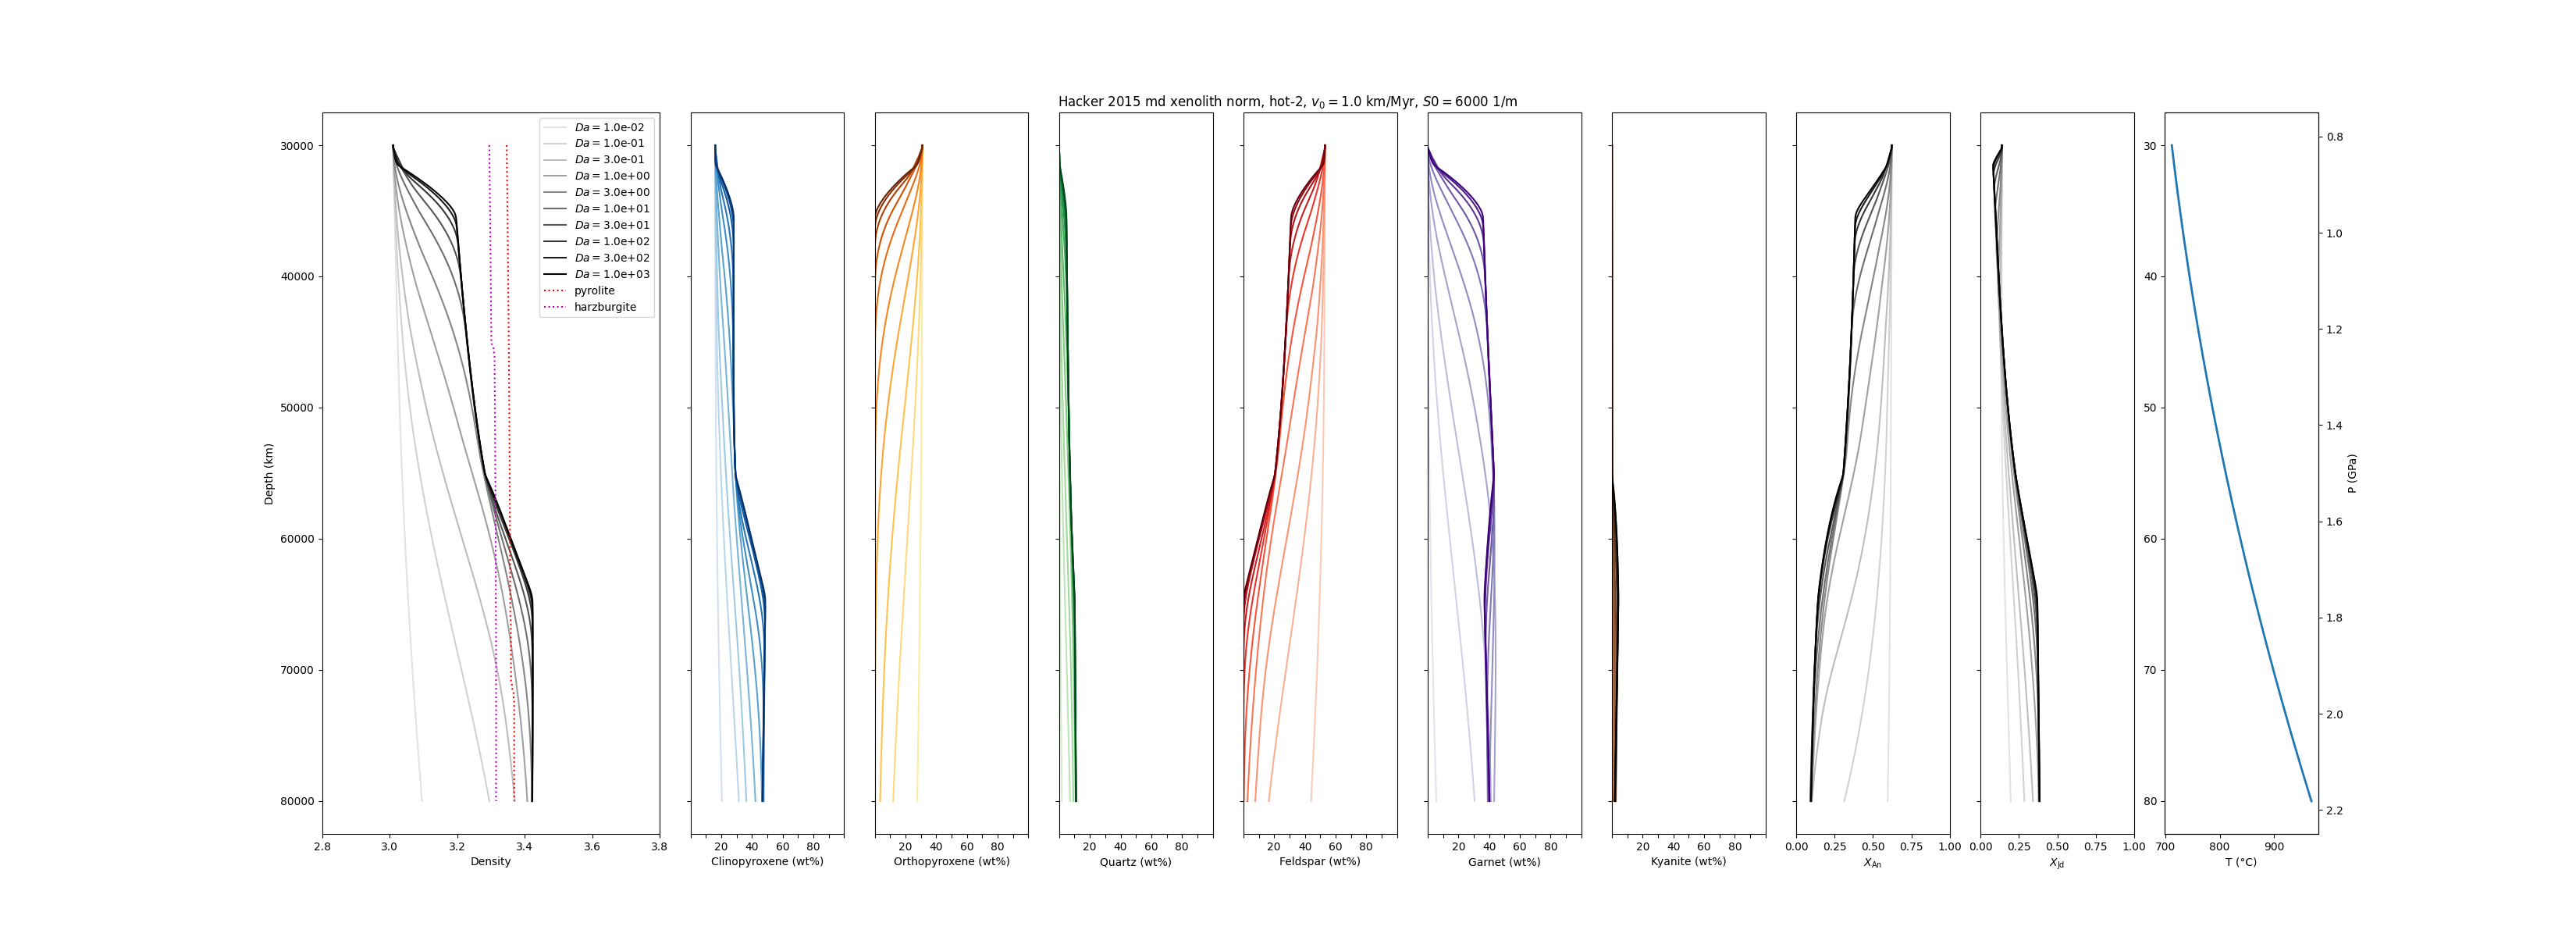 Hacker 2015 md xenolith norm, hot-2, v₀ = 1.0 km/Myr, S0 = 6000 1/m
Da = 1.0e-02
Da = 1.0e-01
Da = 3.0e-01
Da = 1.0e+00
Da = 3.0e+00
Da = 1.0e+01
Da = 3.0e+01
Da = 1.0e+02
Da = 3.0e+02
Da = 1.0e+03
pyrolite
harzburgite
Depth (km)
30000
40000
50000
60000
70000
80000
2.8 3.0 3.2 3.4 3.6 3.8
Density
20 40 60 80
Clinopyroxene (wt%)
20 40 60 80
Orthopyroxene (wt%)
20 40 60 80
Quartz (wt%)
20 40 60 80
Feldspar (wt%)
20 40 60 80
Garnet (wt%)
20 40 60 80
Kyanite (wt%)
0.00 0.25 0.50 0.75 1.00
X_An
0.00 0.25 0.50 0.75 1.00
X_Jd
30
40
50
60
70
80
700 800 900
T (°C)
0.8
1.0
1.2
1.4
1.6
1.8
2.0
2.2
P (GPa)